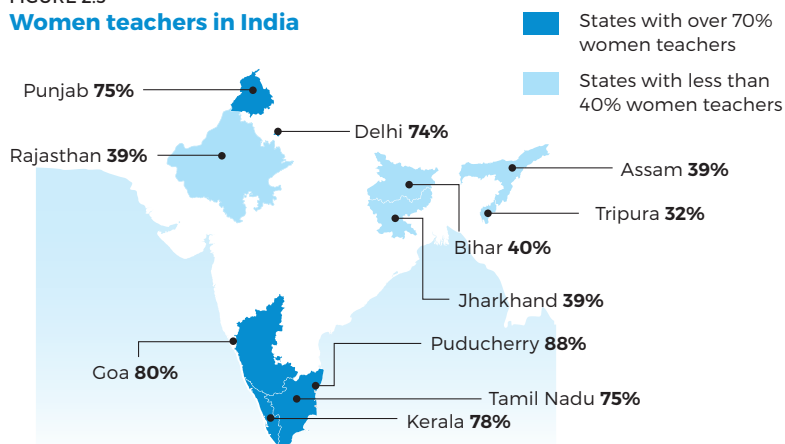 Women teachers in India
States with over 70%
women teachers
States with less than
40% women teachers
Punjab 75%
Delhi 74%
Rajasthan 39%
Assam 39%
Tripura 32%
Bihar 40%
Jharkhand 39%
Puducherry 88%
Goa 80%
Tamil Nadu 75%
Kerala 78%